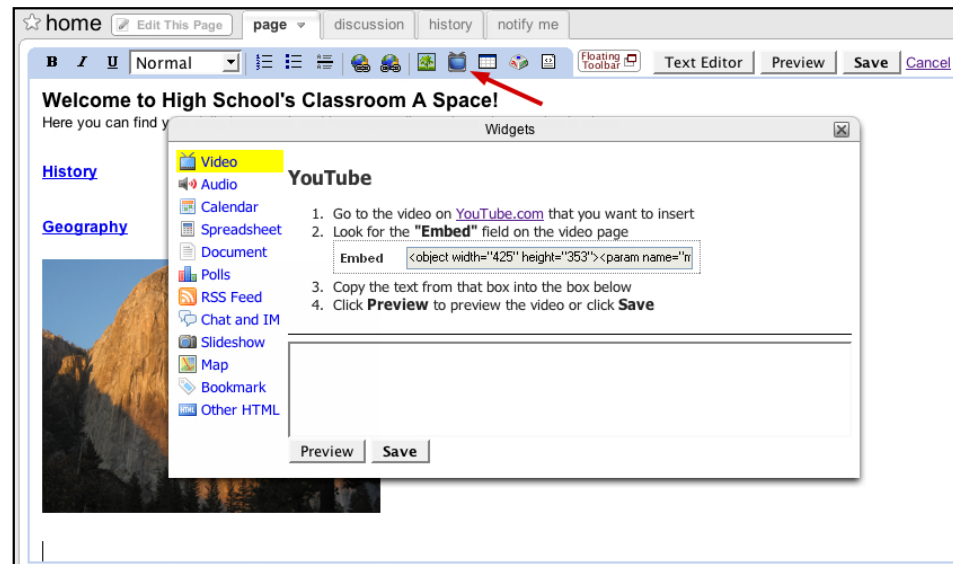 home Edit This Page page discussion history notify me
B I U Normal Floating Toolbar Text Editor Preview Save Cancel
Welcome to High School's Classroom A Space!
Here you can find y
Widgets
History
Geography
Video
Audio
Calendar
Spreadsheet
Document
Polls
RSS Feed
Chat and IM
Slideshow
Map
Bookmark
HTML Other HTML
YouTube
1. Go to the video on YouTube.com that you want to insert
2. Look for the "Embed" field on the video page
Embed <object width="425" height="353"><param name="n
3. Copy the text from that box into the box below
4. Click Preview to preview the video or click Save
Preview Save